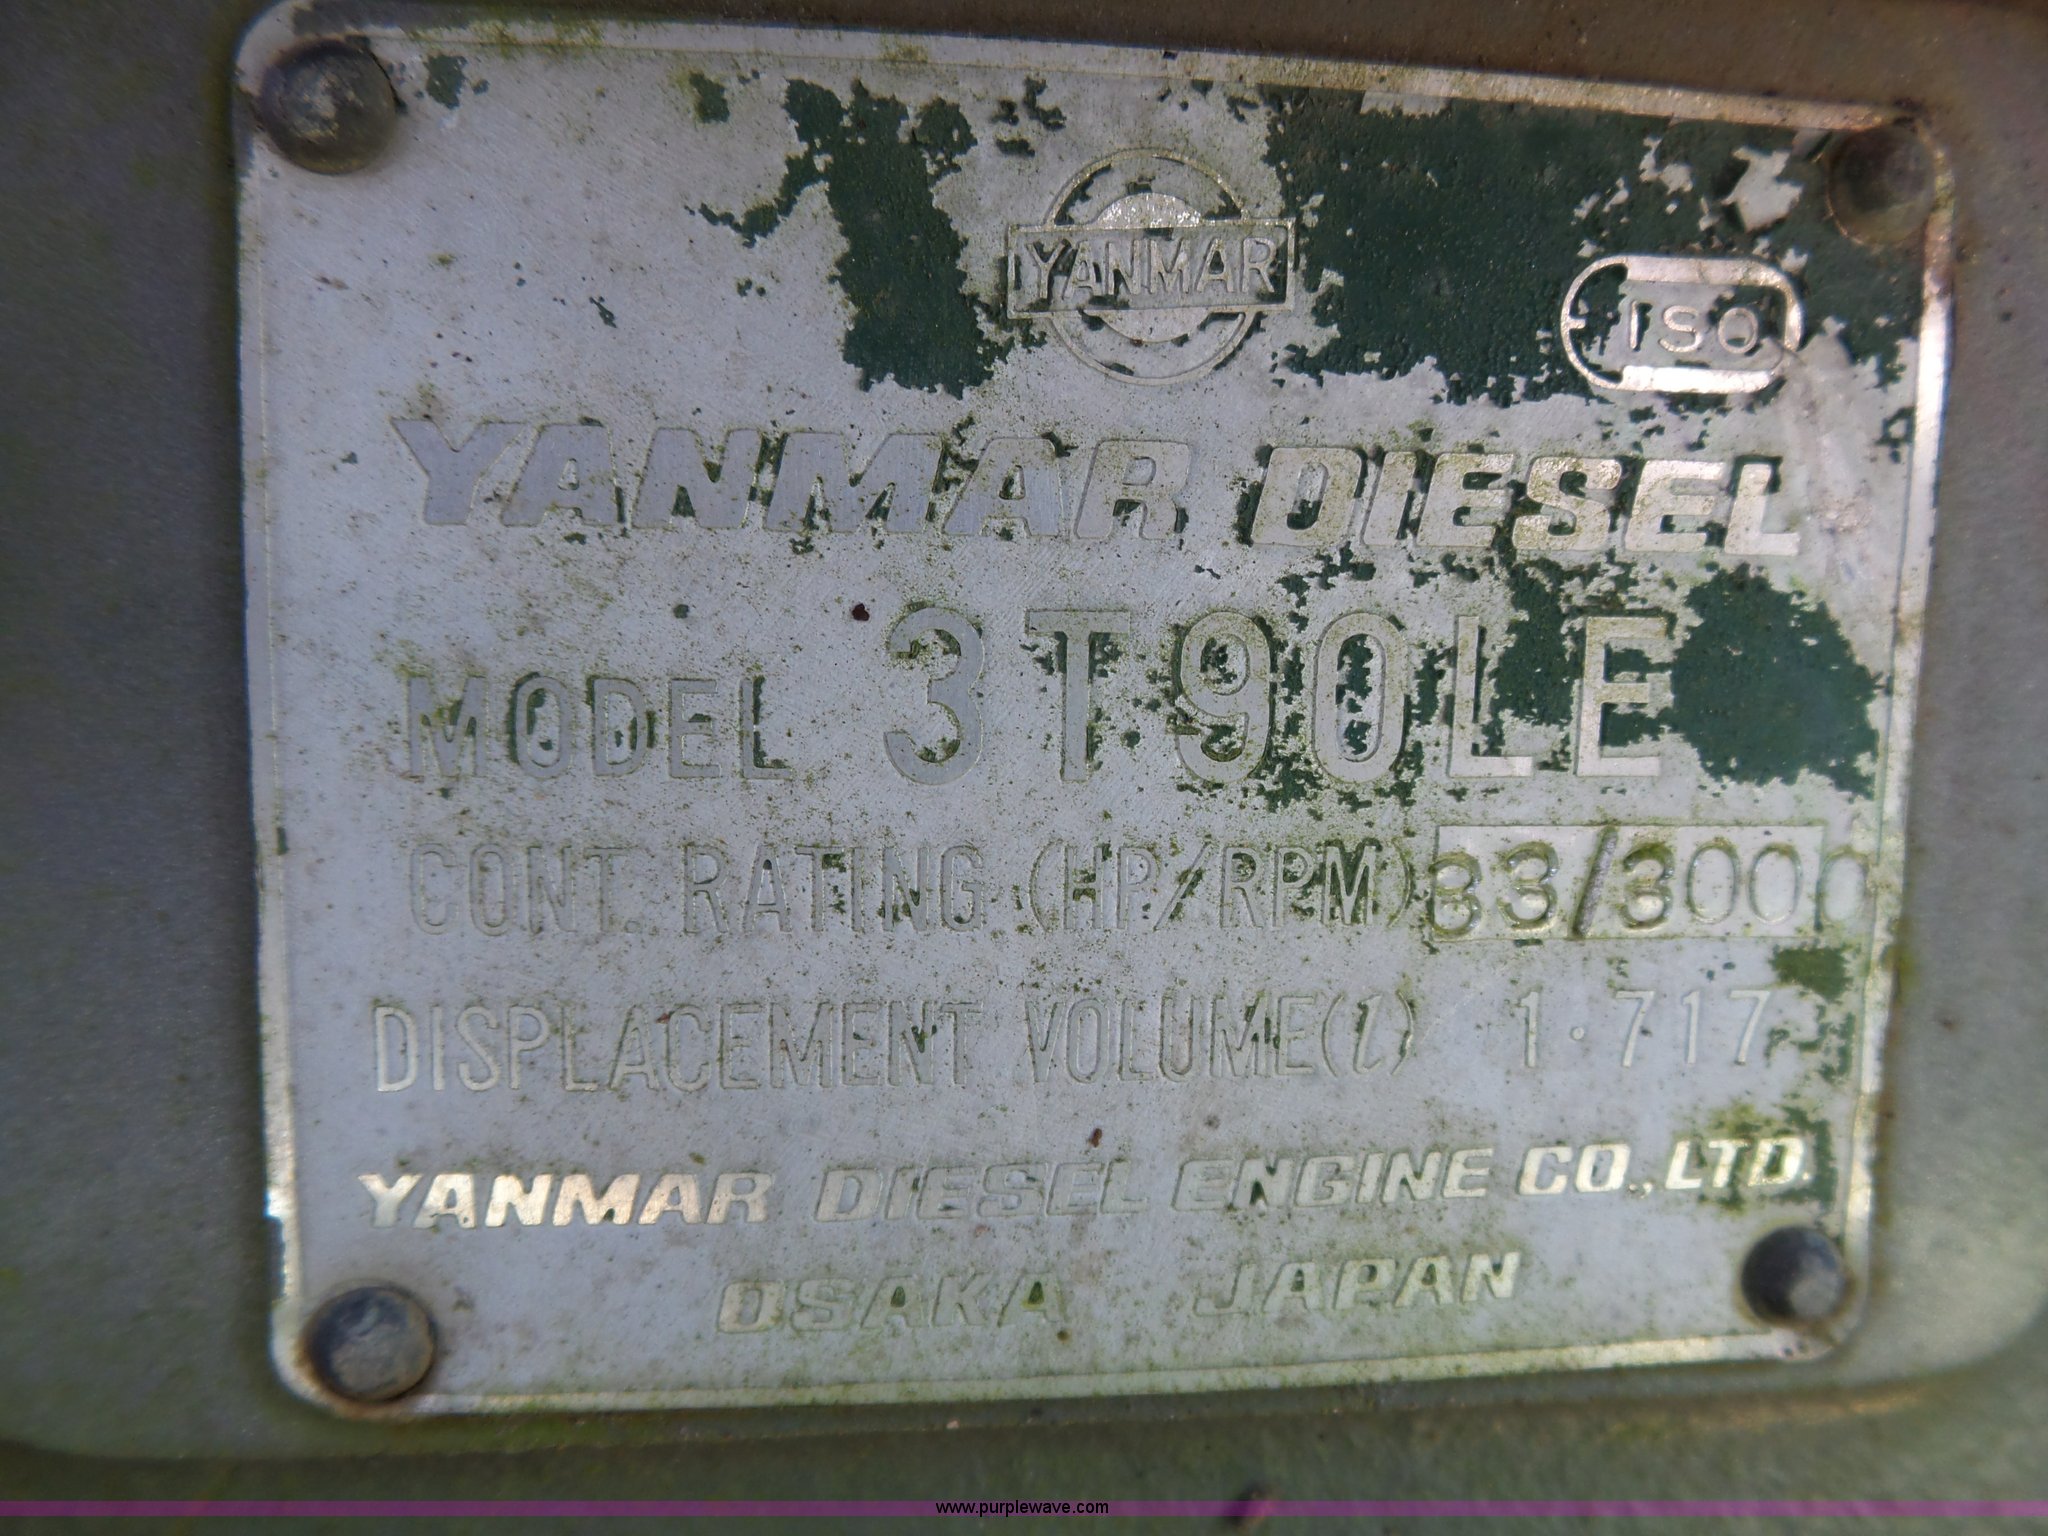 YANMAR
ISO
YANMAR DIESEL
MODEL 3T90LE
CONT. RATING (HP/RPM) 33/3000
DISPLACEMENT VOLUME(l) 1.717
YANMAR DIESEL ENGINE CO.,LTD.
OSAKA JAPAN
www.purplewave.com